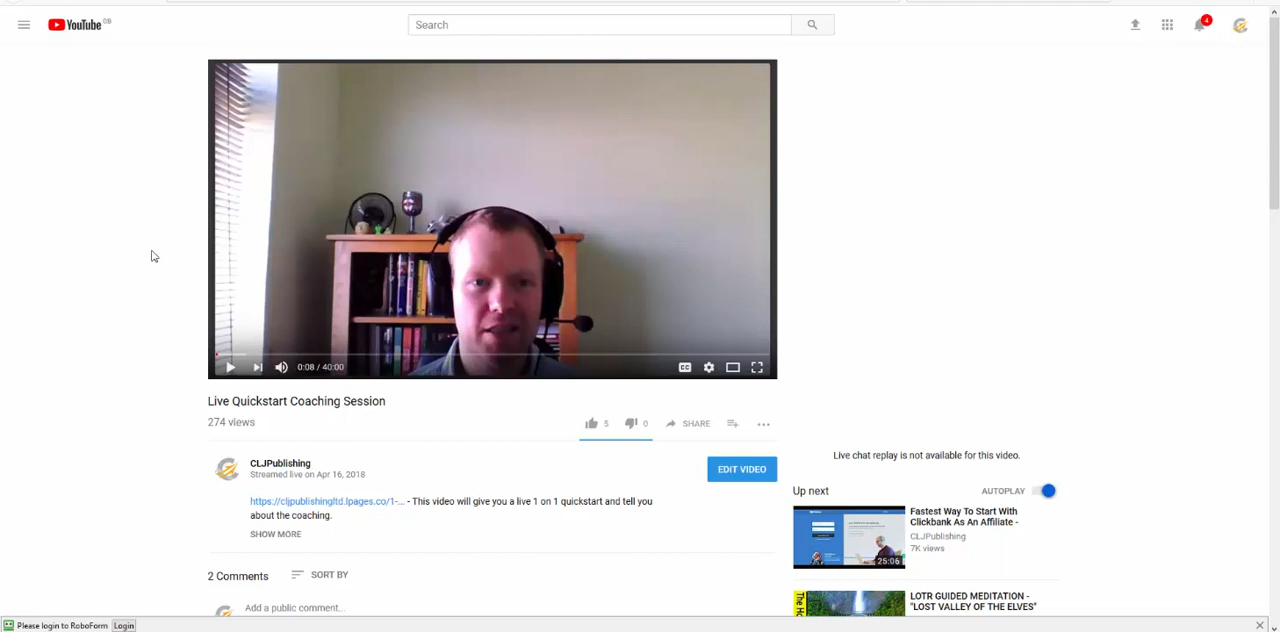 YouTube GB
Search
4
0:08 / 40:00
CC
Live Quickstart Coaching Session
274 views
5
0
SHARE
CLJPublishing
Streamed live on Apr 16, 2018
EDIT VIDEO
https://cljpublishingltd.lpages.co/1-... - This video will give you a live 1 on 1 quickstart and tell you
about the coaching.
SHOW MORE
2 Comments
SORT BY
Add a public comment...
Live chat replay is not available for this video.
Up next
AUTOPLAY
25:06
Fastest Way To Start With
Clickbank As An Affiliate -
CLJPublishing
7K views
The Ho
LOTR GUIDED MEDITATION -
"LOST VALLEY OF THE ELVES"
Please login to RoboForm
Login